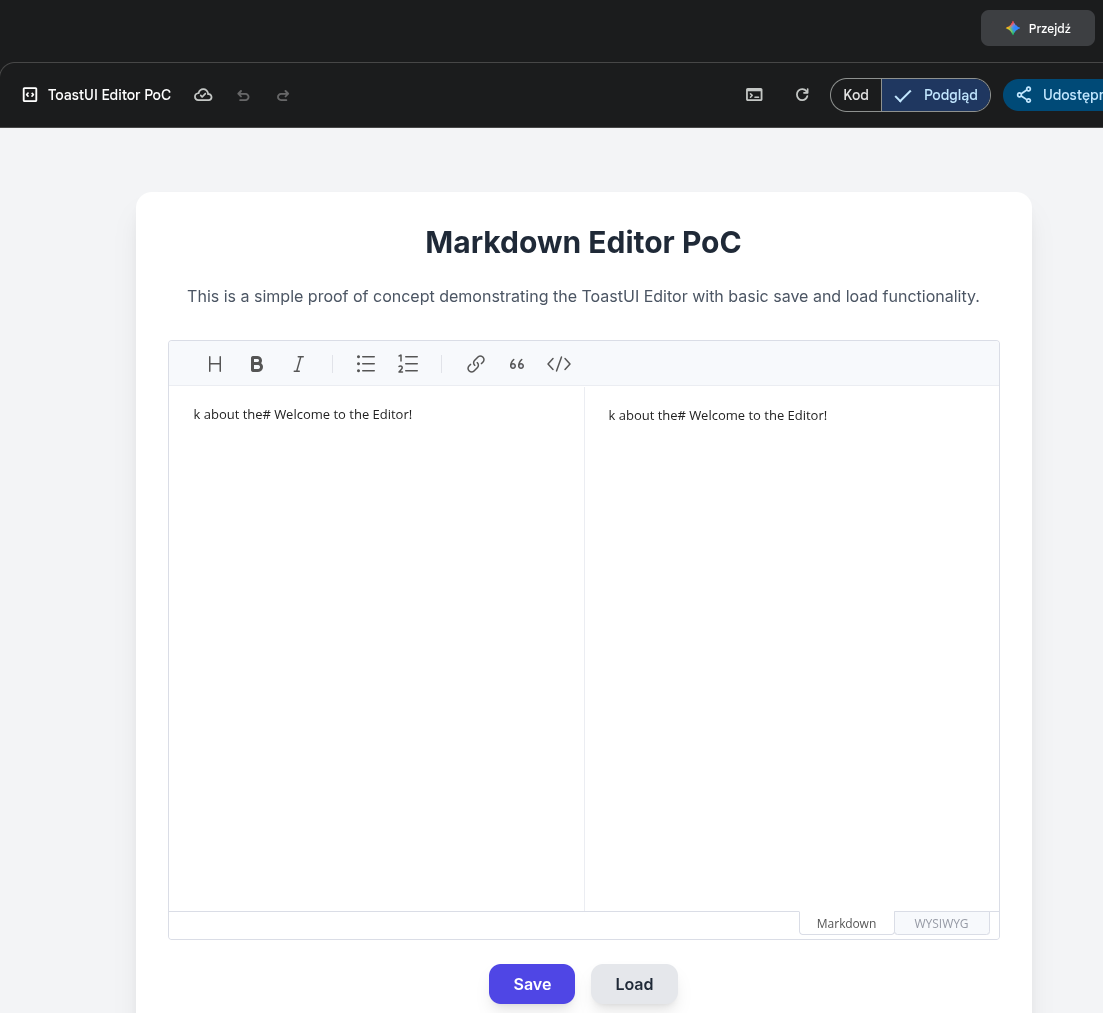 Przejdź
ToastUI Editor PoC
Kod
Podgląd
Markdown Editor PoC
This is a simple proof of concept demonstrating the ToastUI Editor with basic save and load functionality.
H B I 66 </>
k about the# Welcome to the Editor!
k about the# Welcome to the Editor!
Markdown
WYSIWYG
Save
Load